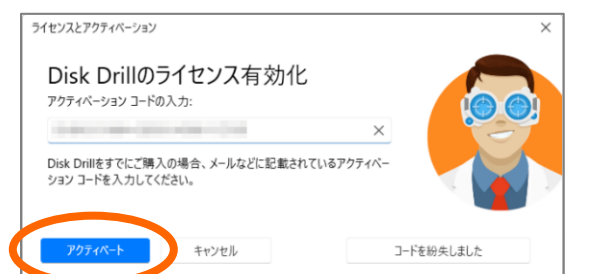 ライセンスとアクティベーション
Disk Drillのライセンス有効化
アクティベーション コードの入力:
Disk Drillをすでにご購入の場合、メールなどに記載されているアクティベー
ション コードを入力してください。
アクティベート
キャンセル
コードを紛失しました